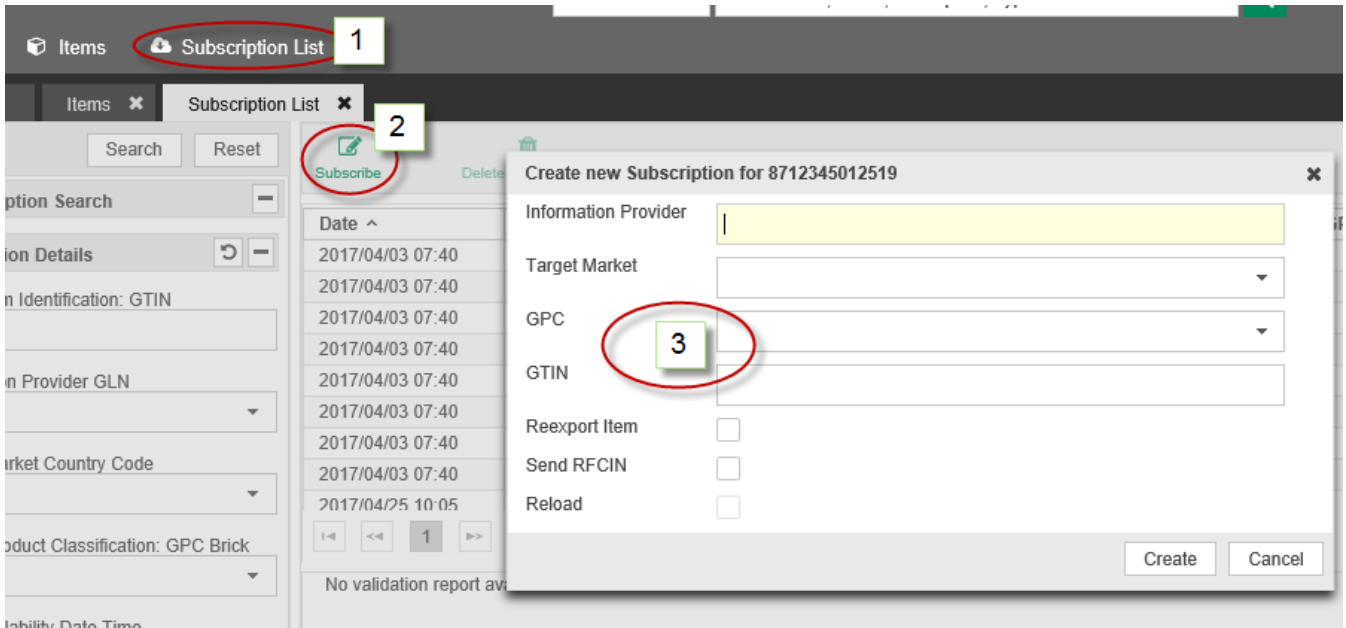 Items
Subscription List
1
Items
Subscription List
2
Search
Reset
Subscribe
Delete
ption Search
ion Details
m Identification: GTIN
on Provider GLN
arket Country Code
oduct Classification: GPC Brick
lability Date Time
Date
2017/04/03 07:40
2017/04/03 07:40
2017/04/03 07:40
2017/04/03 07:40
2017/04/03 07:40
2017/04/03 07:40
2017/04/03 07:40
2017/04/03 07:40
2017/04/25 10:05
1
No validation report ava
Create new Subscription for 8712345012519
Information Provider
Target Market
GPC
3
GTIN
Reexport Item
Send RFCIN
Reload
Create
Cancel